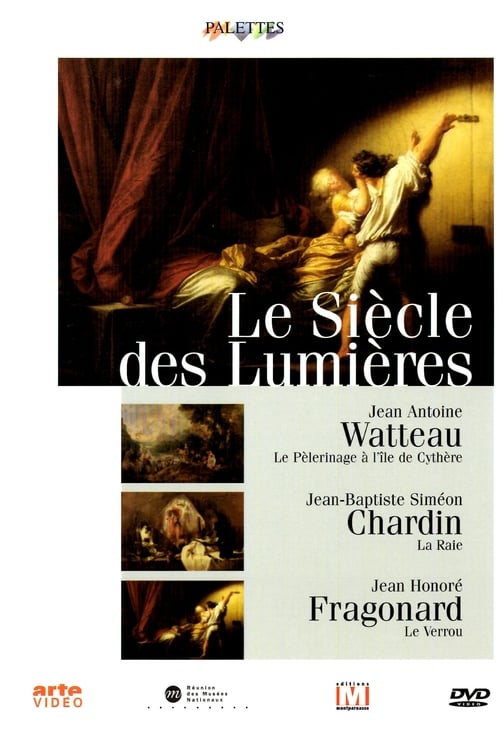 PALETTES
Le Siècle
des Lumières
Jean Antoine
Watteau
Le Pèlerinage à l'île de Cythère
Jean-Baptiste Siméon
Chardin
La Raie
Jean Honoré
Fragonard
Le Verrou
arte
VIDEO
m
Réunion
des Musées
Nationaux
editions
M
montparnasse
DVD
VIDEO